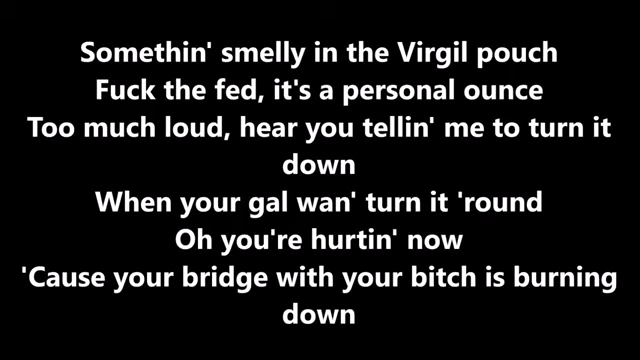 Somethin' smelly in the Virgil pouch
Fuck the fed, it's a personal ounce
Too much loud, hear you tellin' me to turn it
down
When your gal wan' turn it 'round
Oh you're hurtin' now
'Cause your bridge with your bitch is burning
down